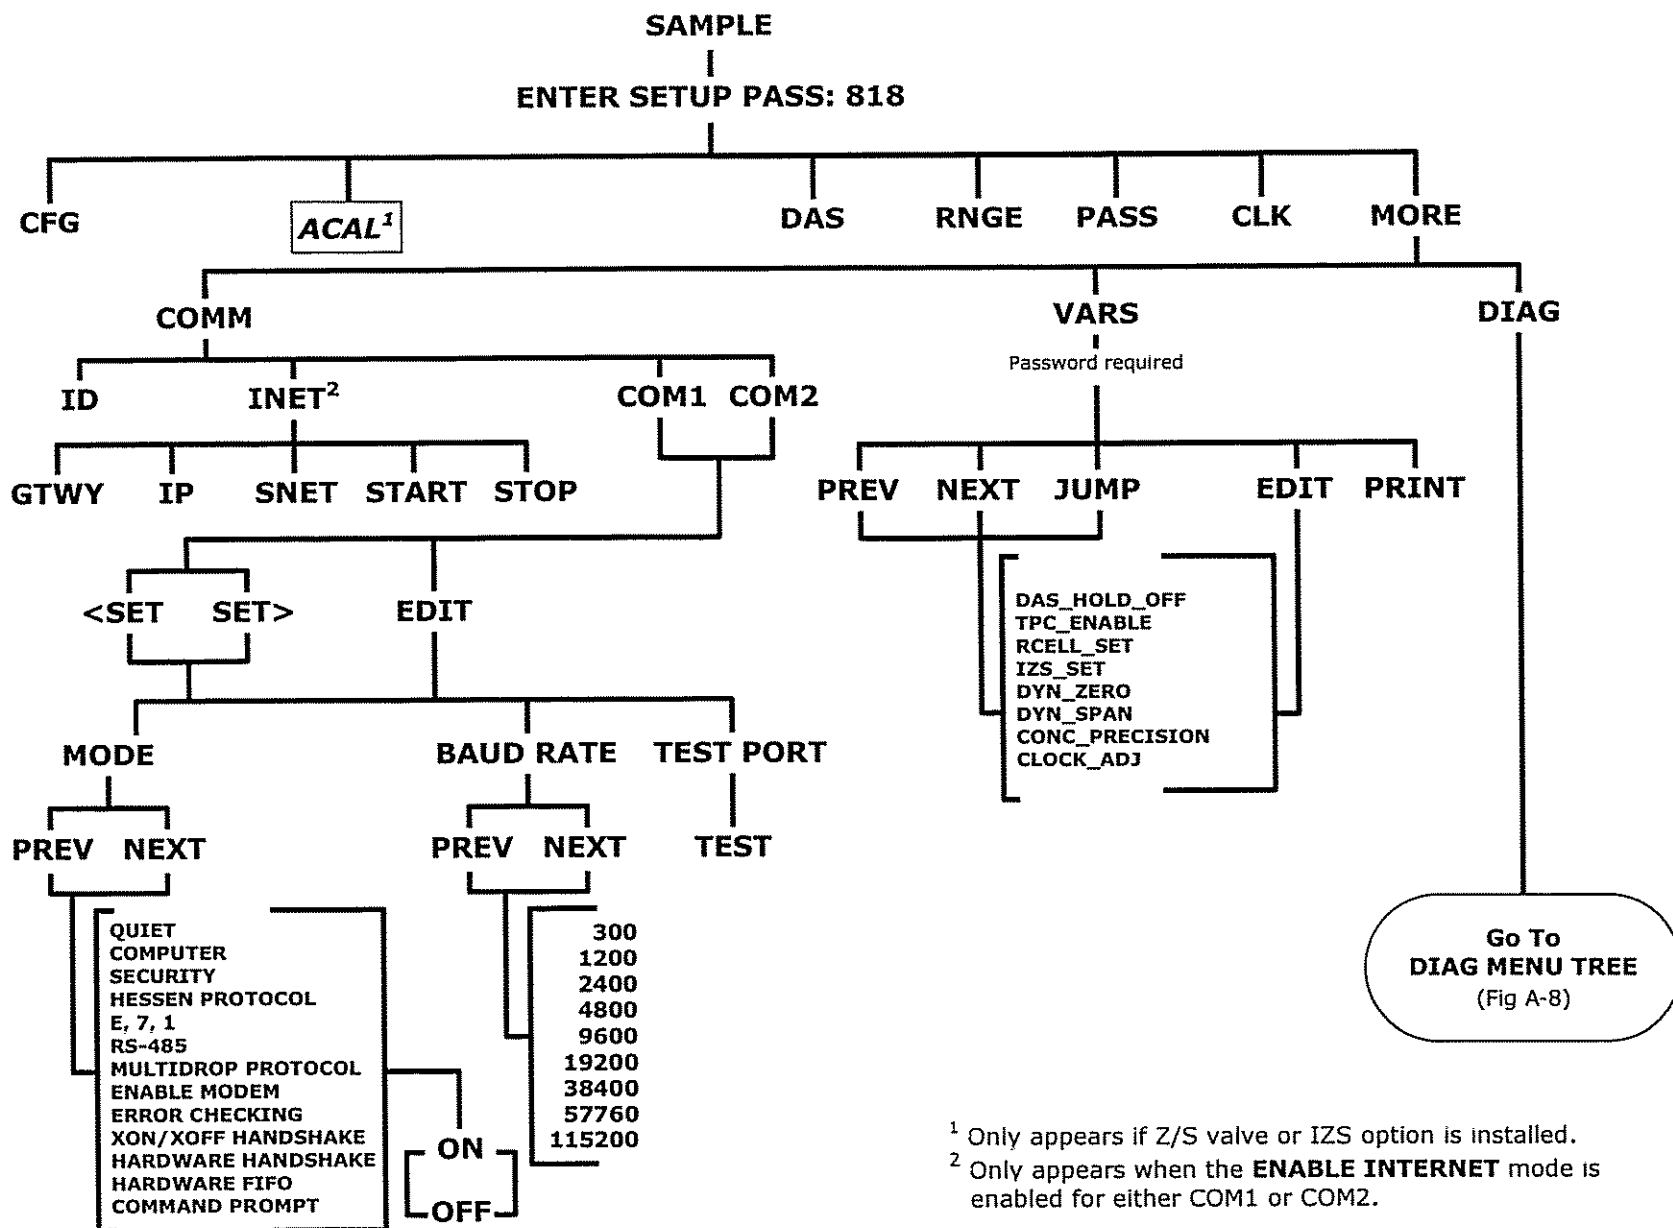 SAMPLE
ENTER SETUP PASS: 818
CFG
ACAL¹
DAS
RNGE
PASS
CLK
MORE
COMM
VARS
DIAG
Password required
ID
INET²
COM1
COM2
GTWY
IP
SNET
START
STOP
PREV
NEXT
JUMP
EDIT
PRINT
<SET
SET>
EDIT
DAS_HOLD_OFF
TPC_ENABLE
RCELL_SET
IZS_SET
DYN_ZERO
DYN_SPAN
CONC_PRECISION
CLOCK_ADJ
MODE
BAUD RATE
TEST PORT
PREV
NEXT
PREV
NEXT
TEST
QUIET
COMPUTER
SECURITY
HESSEN PROTOCOL
E, 7, 1
RS-485
MULTIDROP PROTOCOL
ENABLE MODEM
ERROR CHECKING
XON/XOFF HANDSHAKE
HARDWARE HANDSHAKE
HARDWARE FIFO
COMMAND PROMPT
ON
OFF
300
1200
2400
4800
9600
19200
38400
57760
115200
Go To
DIAG MENU TREE
(Fig A-8)
¹ Only appears if Z/S valve or IZS option is installed.
² Only appears when the ENABLE INTERNET mode is
enabled for either COM1 or COM2.